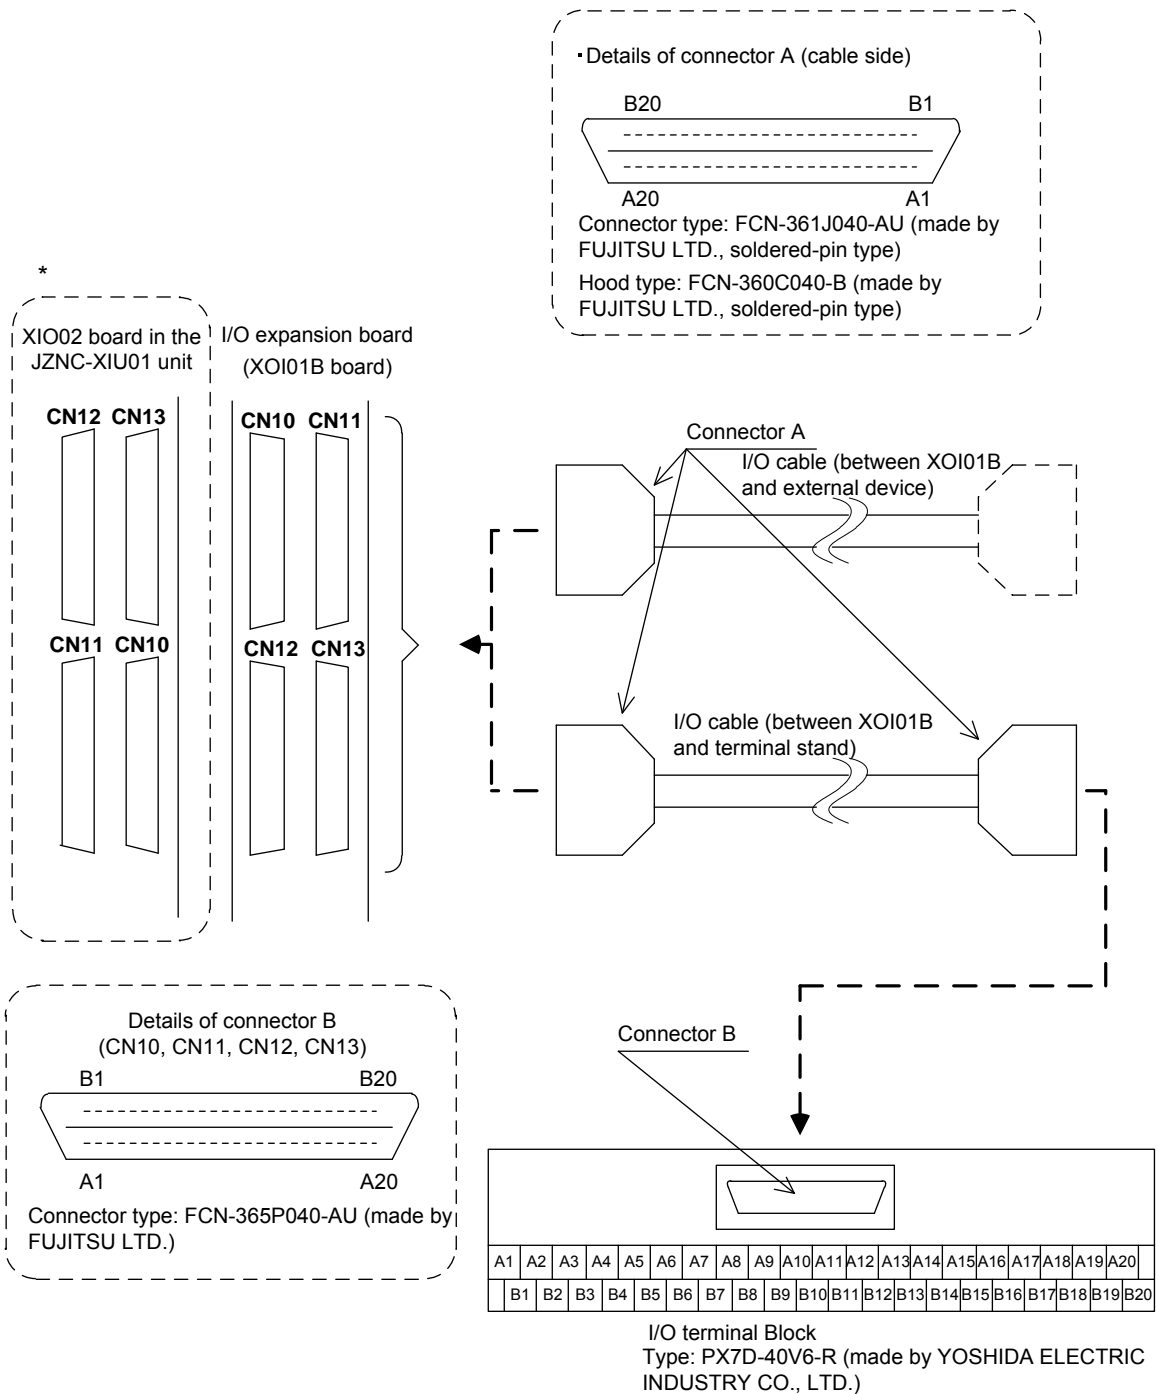 ▪Details of connector A (cable side)
B20 B1
A20 A1
Connector type: FCN-361J040-AU (made by
FUJITSU LTD., soldered-pin type)
Hood type: FCN-360C040-B (made by
FUJITSU LTD., soldered-pin type)
*
XIO02 board in the
JZNC-XIU01 unit
I/O expansion board
(XOI01B board)
CN12 CN13
CN10 CN11
CN11 CN10
CN12 CN13
Connector A
I/O cable (between XOI01B
and external device)
I/O cable (between XOI01B
and terminal stand)
Details of connector B
(CN10, CN11, CN12, CN13)
B1 B20
A1 A20
Connector type: FCN-365P040-AU (made by
FUJITSU LTD.)
Connector B
A1 A2 A3 A4 A5 A6 A7 A8 A9 A10 A11 A12 A13 A14 A15 A16 A17 A18 A19 A20
B1 B2 B3 B4 B5 B6 B7 B8 B9 B10 B11 B12 B13 B14 B15 B16 B17 B18 B19 B20
I/O terminal Block
Type: PX7D-40V6-R (made by YOSHIDA ELECTRIC
INDUSTRY CO., LTD.)